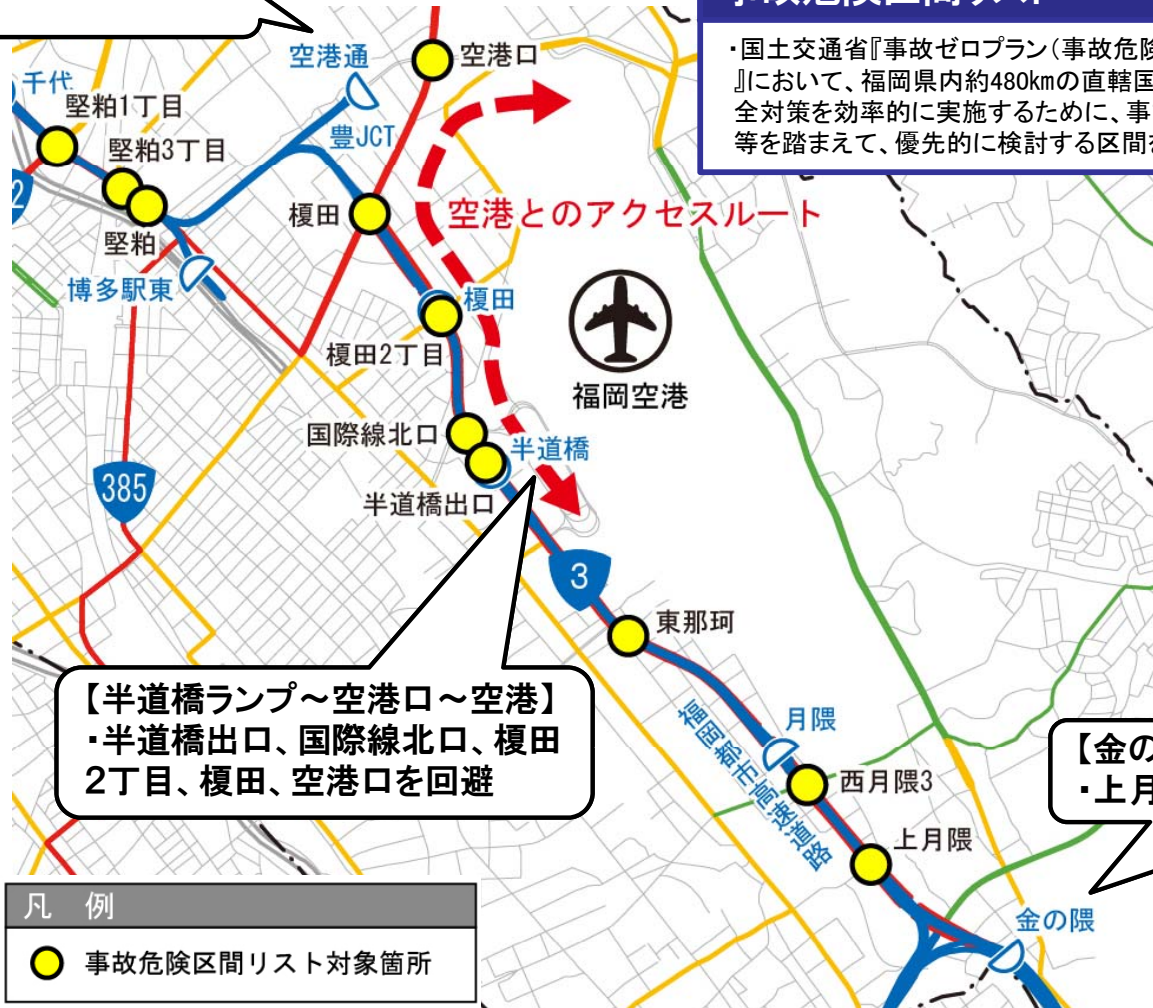 ・国土交通省『事故ゼロプラン(事故危険
』において、福岡県内約480kmの直轄国
全対策を効率的に実施するために、事
等を踏まえて、優先的に検討する区間
空港通
空港口
千代
堅粕1丁目
豊JCT
堅粕3丁目
榎田
空港とのアクセスルート
堅粕
博多駅東
榎田
榎田2丁目
福岡空港
国際線北口
半道橋
385
半道橋出口
3
東那珂
【半道橋ランプ~空港口~空港】
・半道橋出口、国際線北口、榎田
2丁目、榎田、空港口を回避
福岡都市高速道路
月隈
西月隈3
【金の
・上月
上月隈
金の隈
凡 例
事故危険区間リスト対象箇所